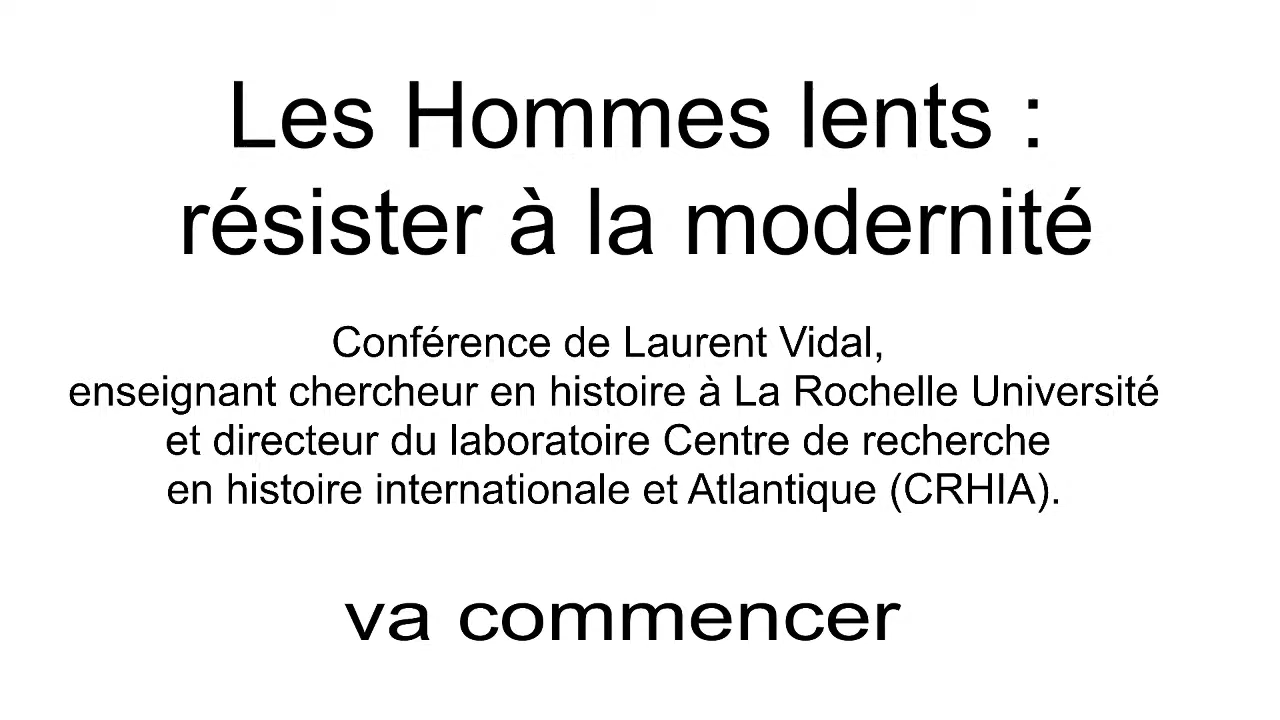 Les Hommes lents :
résister à la modernité
Conférence de Laurent Vidal,
enseignant chercheur en histoire à La Rochelle Université
et directeur du laboratoire Centre de recherche
en histoire internationale et Atlantique (CRHIA).
va commencer